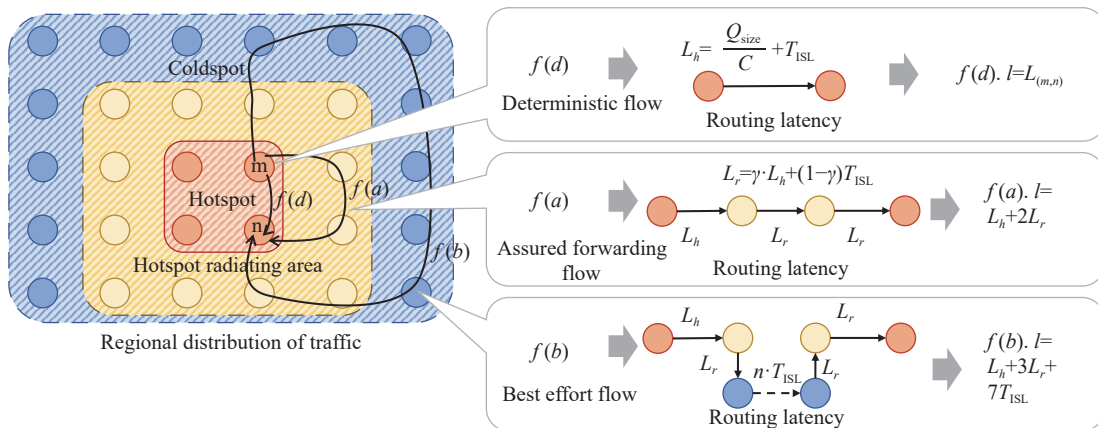 Coldspot
m
Hotspot
n
f(d)
f(a)
f(b)
Hotspot radiating area
Regional distribution of traffic
f(d)
Deterministic flow
L_h= Q_size/C +T_ISL
Routing latency
f(d). l=L_(m,n)
f(a)
Assured forwarding
flow
L_r=γ·L_h+(1−γ)T_ISL
L_h L_r L_r
Routing latency
f(a). l=
L_h+2L_r
f(b)
Best effort flow
L_h L_r
L_r n·T_ISL L_r
Routing latency
f(b). l=
L_h+3L_r+
7T_ISL